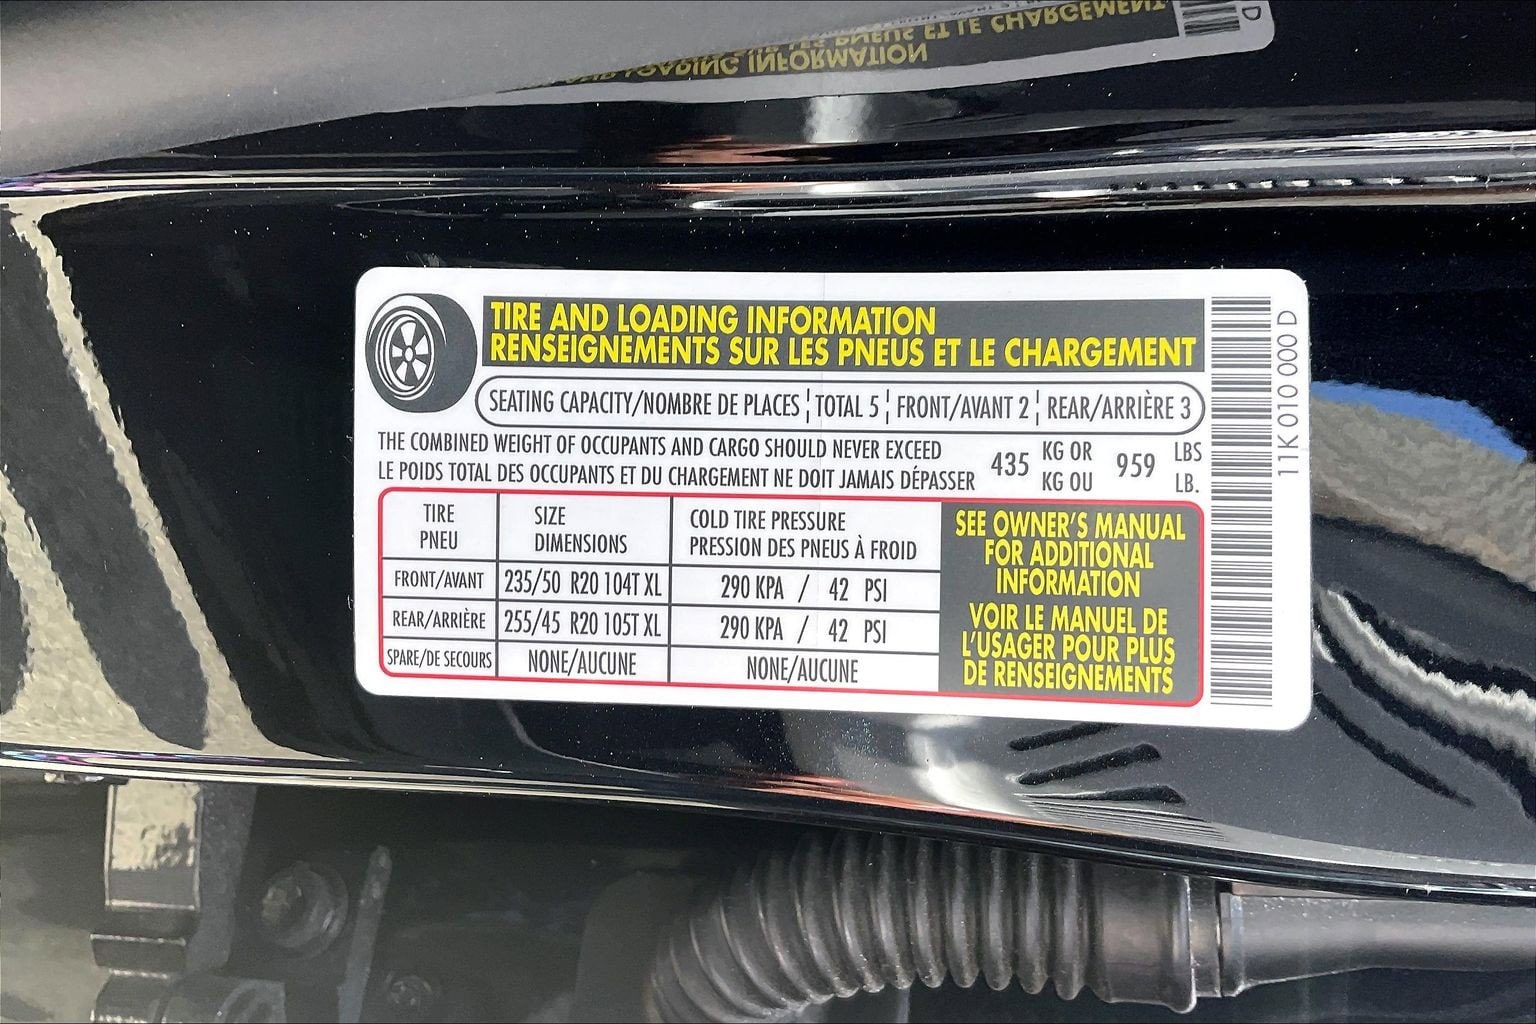 TIRE AND LOADING INFORMATION
RENSEIGNEMENTS SUR LES PNEUS ET LE CHARGEMENT
SEATING CAPACITY/NOMBRE DE PLACES ¦ TOTAL 5 ¦ FRONT/AVANT 2 ¦ REAR/ARRIÈRE 3
THE COMBINED WEIGHT OF OCCUPANTS AND CARGO SHOULD NEVER EXCEED
LE POIDS TOTAL DES OCCUPANTS ET DU CHARGEMENT NE DOIT JAMAIS DÉPASSER
435 KG OR 959 LBS
KG OU LB.
TIRE SIZE COLD TIRE PRESSURE
PNEU DIMENSIONS PRESSION DES PNEUS À FROID
FRONT/AVANT 235/50 R20 104T XL 290 KPA / 42 PSI
REAR/ARRIÈRE 255/45 R20 105T XL 290 KPA / 42 PSI
SPARE/DE SECOURS NONE/AUCUNE NONE/AUCUNE
SEE OWNER'S MANUAL
FOR ADDITIONAL
INFORMATION
VOIR LE MANUEL DE
L'USAGER POUR PLUS
DE RENSEIGNEMENTS
11K 010 000 D